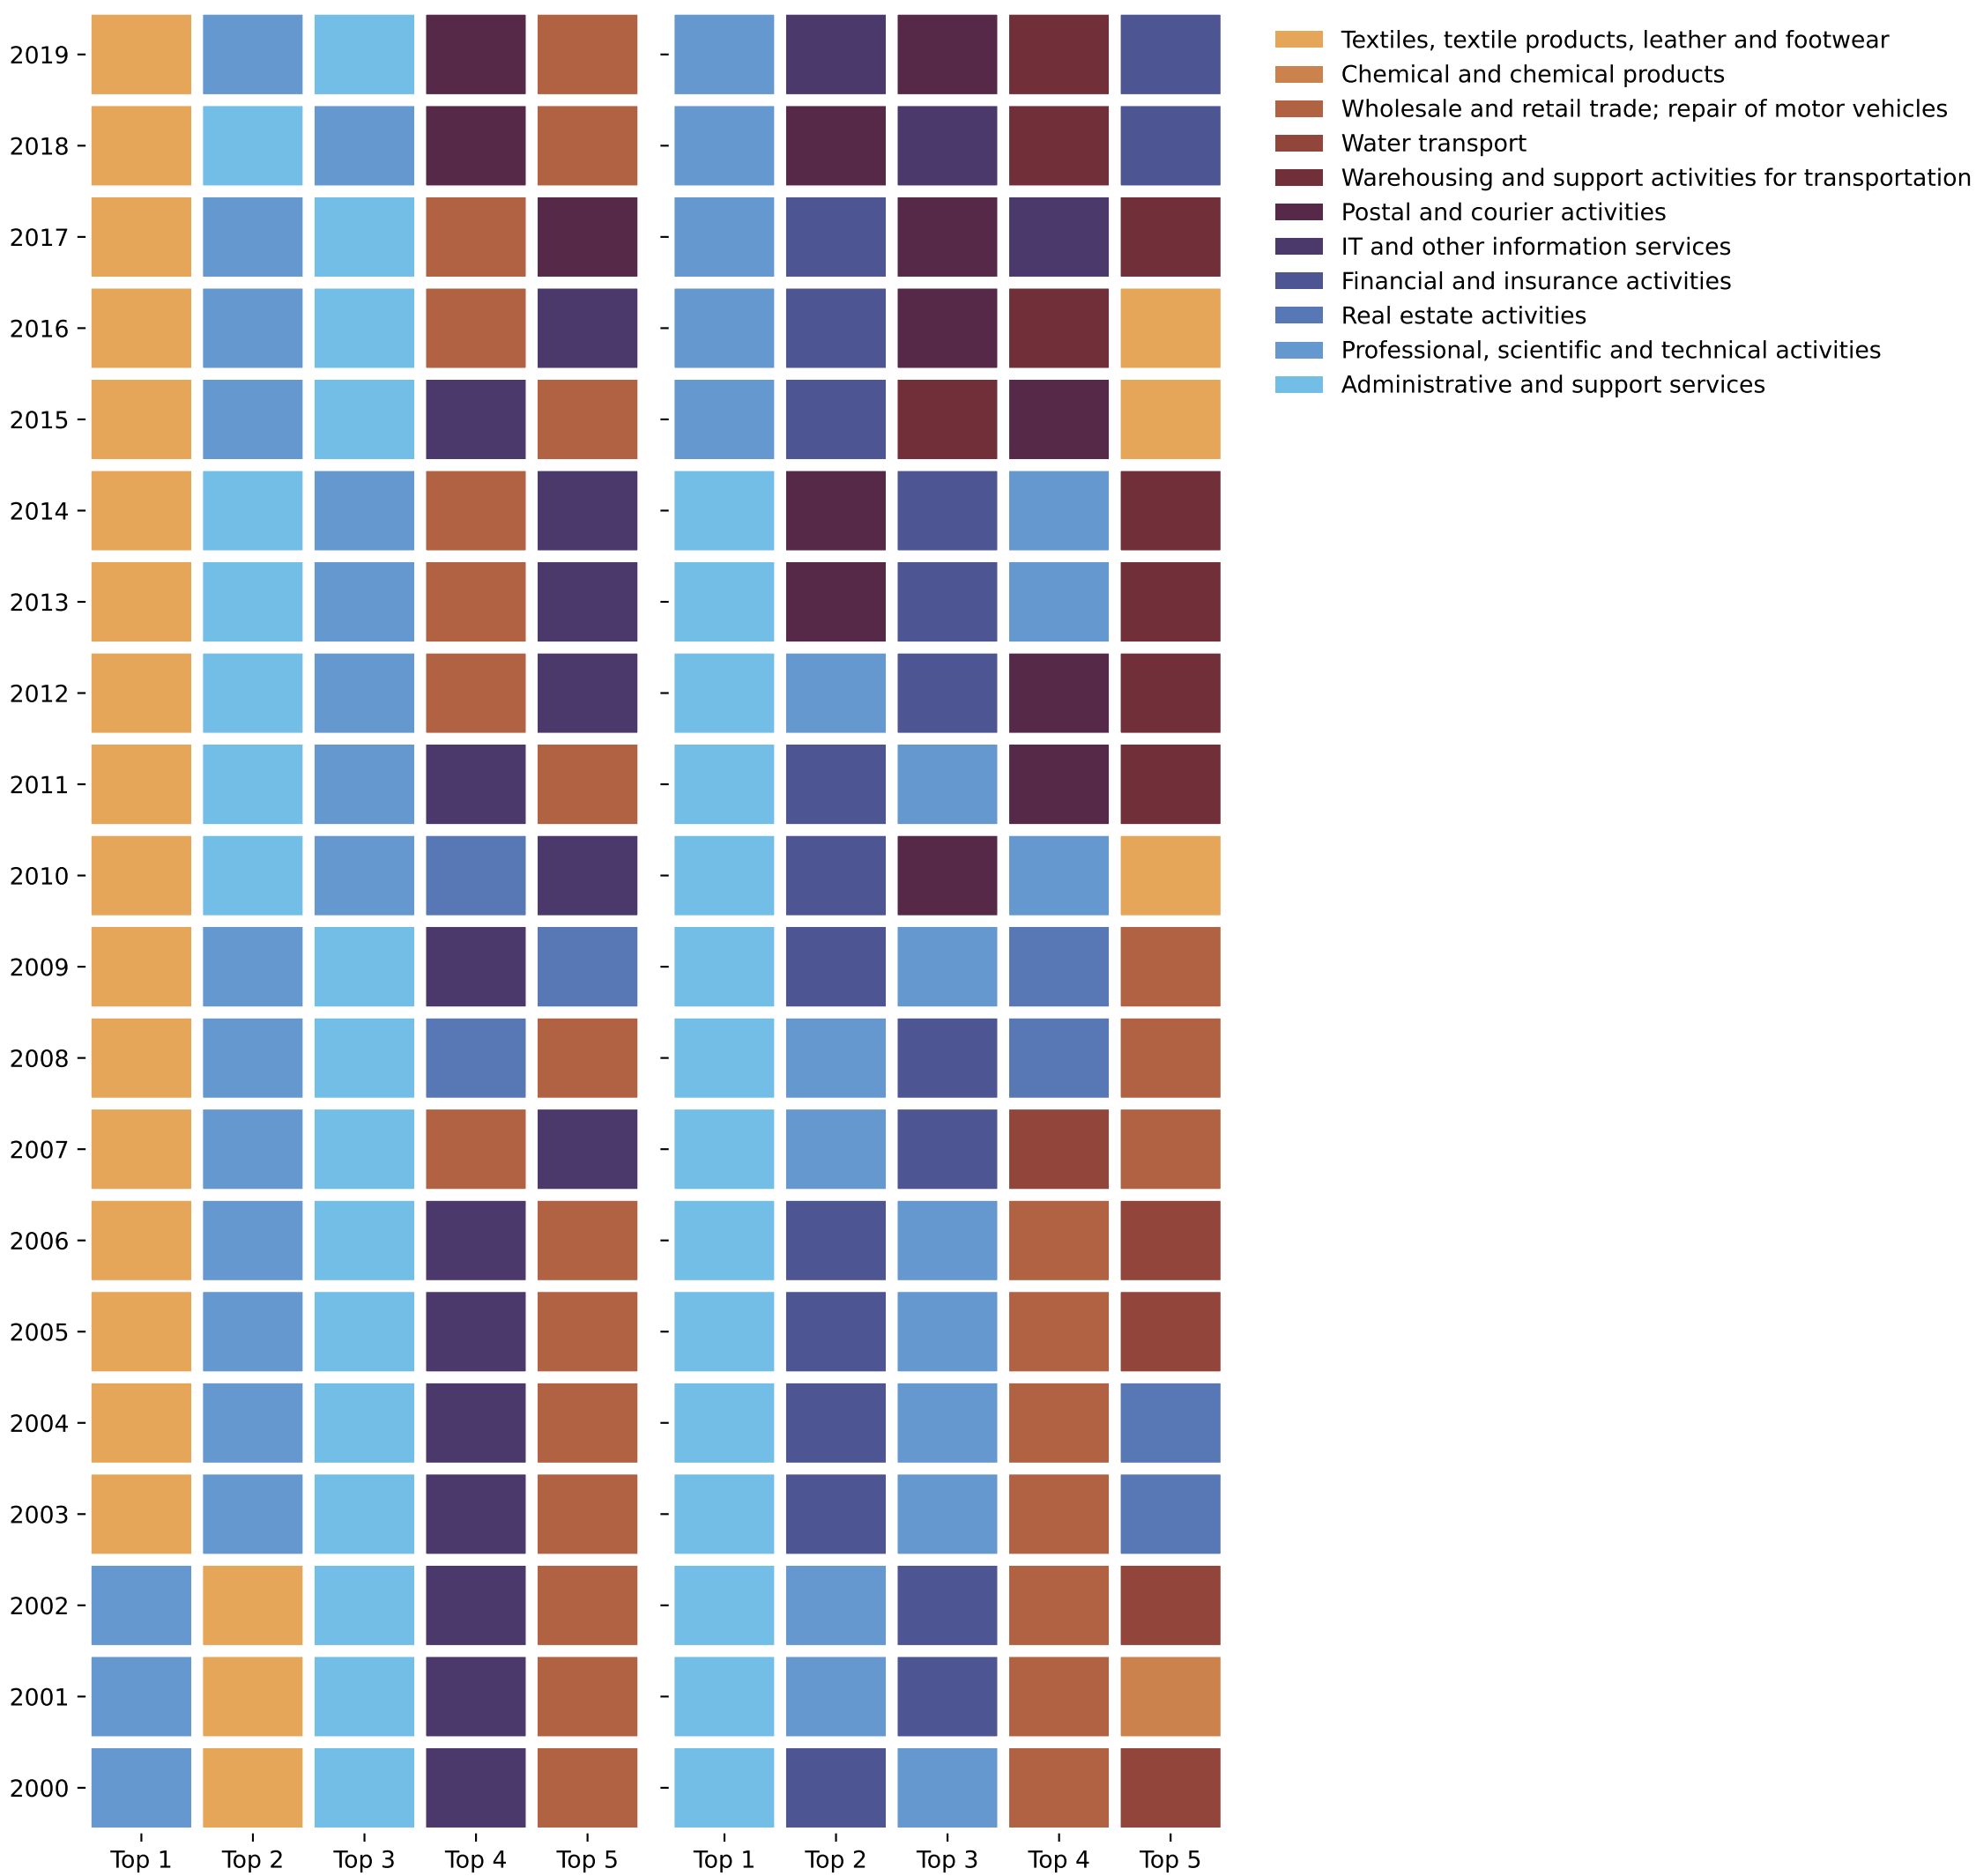 2019
2018
2017
2016
2015
2014
2013
2012
2011
2010
2009
2008
2007
2006
2005
2004
2003
2002
2001
2000
Top 1 Top 2 Top 3 Top 4 Top 5 Top 1 Top 2 Top 3 Top 4 Top 5
Textiles, textile products, leather and footwear
Chemical and chemical products
Wholesale and retail trade; repair of motor vehicles
Water transport
Warehousing and support activities for transportation
Postal and courier activities
IT and other information services
Financial and insurance activities
Real estate activities
Professional, scientific and technical activities
Administrative and support services